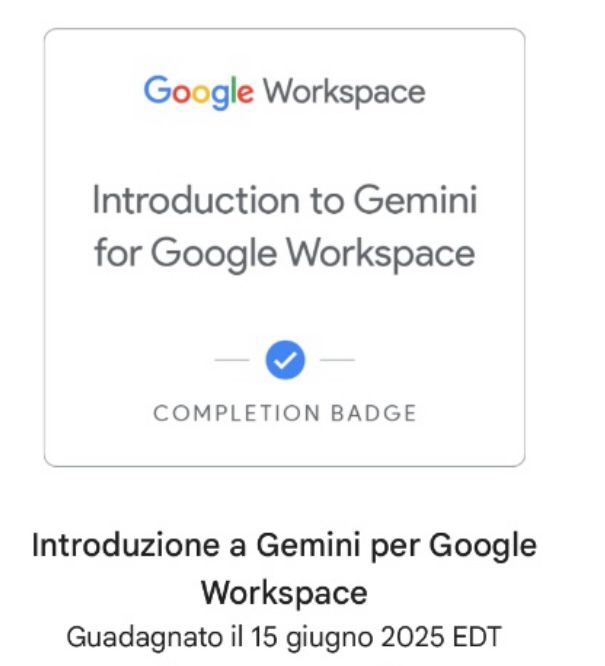 Google Workspace
Introduction to Gemini
for Google Workspace
COMPLETION BADGE
Introduzione a Gemini per Google
Workspace
Guadagnato il 15 giugno 2025 EDT